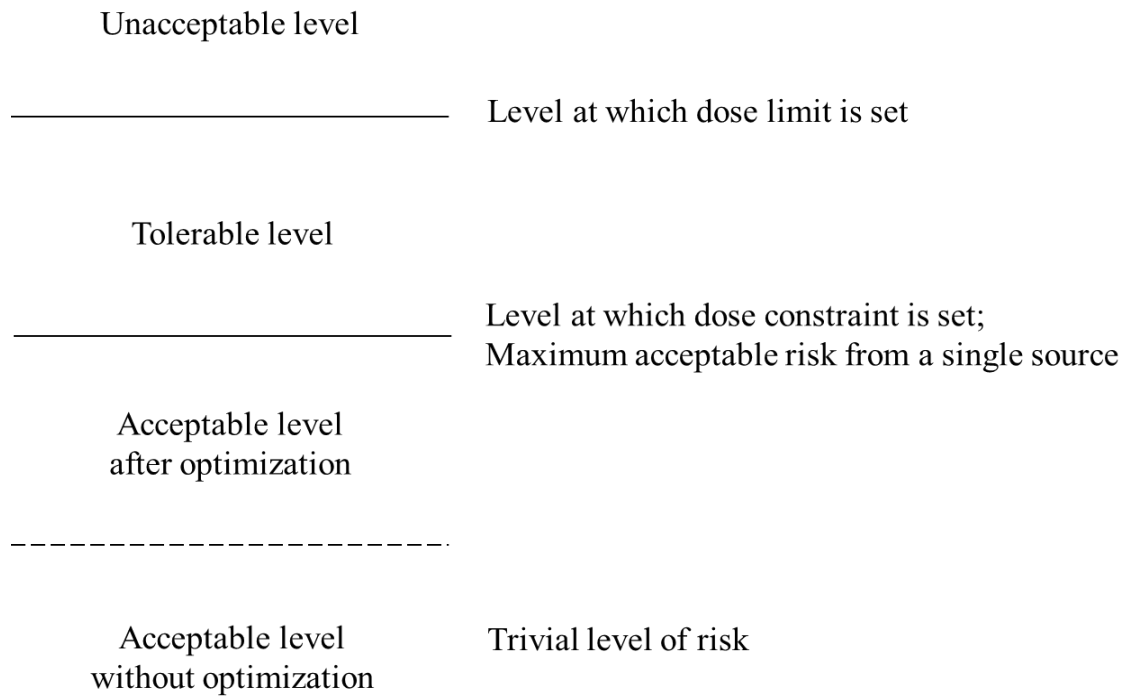 Unacceptable level
Level at which dose limit is set
Tolerable level
Level at which dose constraint is set;
Maximum acceptable risk from a single source
Acceptable level
after optimization
Acceptable level
without optimization
Trivial level of risk